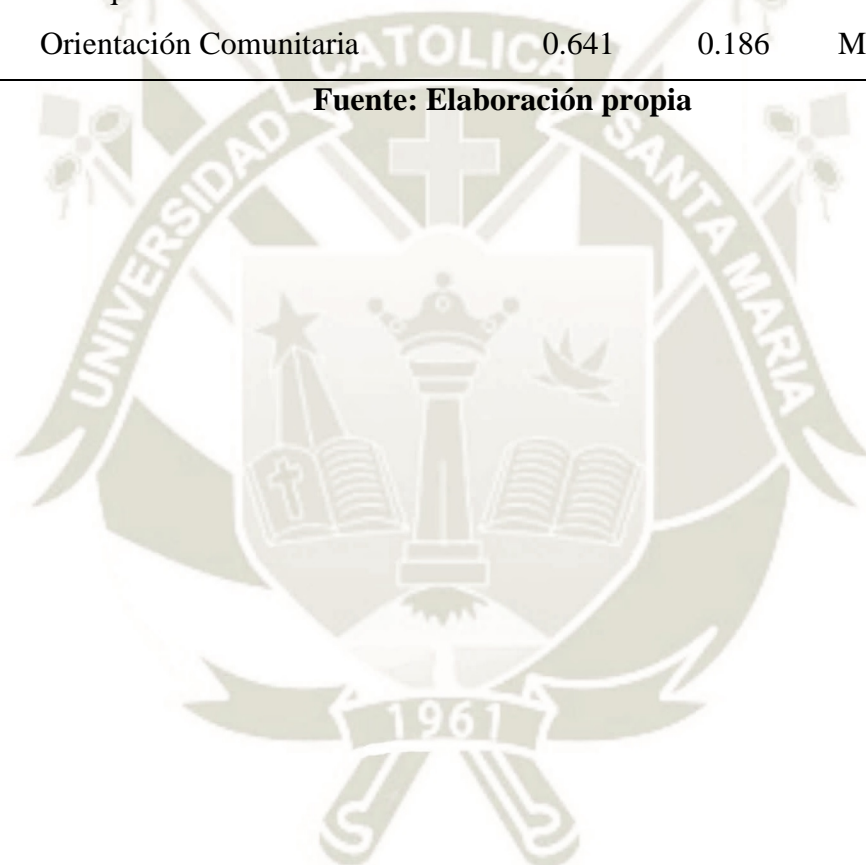 Orientación Comunitaria 0.641 0.186
Fuente: Elaboración propia
UNIVERSIDAD CATOLICA SANTA MARIA
1961